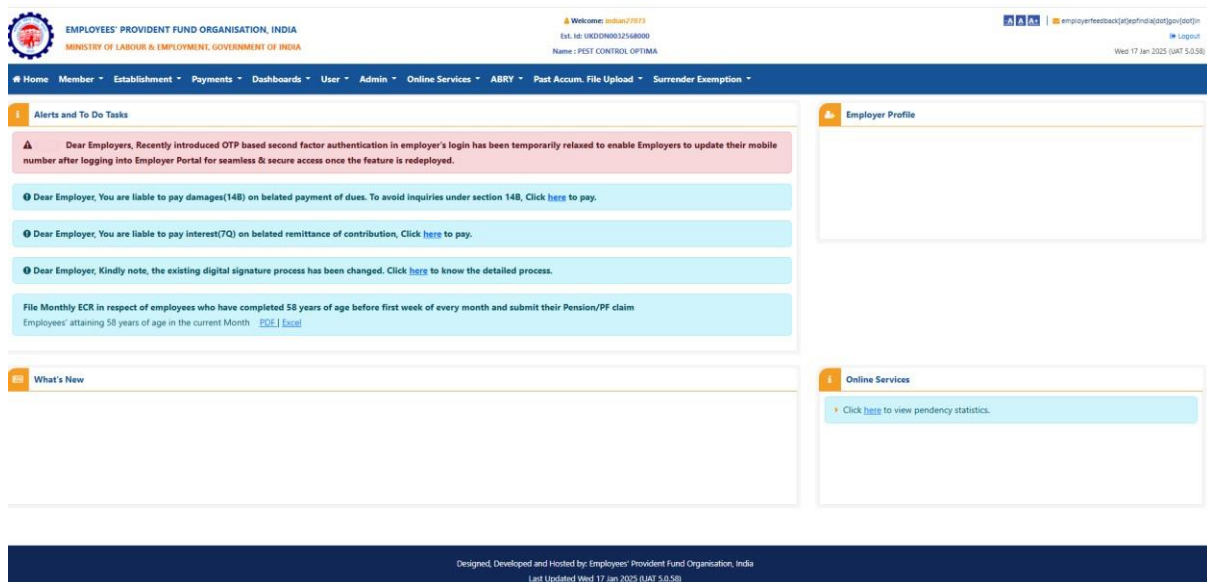 EMPLOYEES' PROVIDENT FUND ORGANISATION, INDIA
MINISTRY OF LABOUR & EMPLOYMENT, GOVERNMENT OF INDIA
Welcome: indian27073
Est. Id: UKDDN0032568000
Name : PEST CONTROL OPTIMA
-A A A+ | employerfeedback[at]epfindia[dot]gov[dot]in
Logout
Wed 17 Jan 2025 (UAT 5.0.58)
Home Member Establishment Payments Dashboards User Admin Online Services ABRY Past Accum. File Upload Surrender Exemption
Alerts and To Do Tasks
Dear Employers, Recently introduced OTP based second factor authentication in employer's login has been temporarily relaxed to enable Employers to update their mobile
number after logging into Employer Portal for seamless & secure access once the feature is redeployed.
Dear Employer, You are liable to pay damages(14B) on belated payment of dues. To avoid inquiries under section 14B, Click here to pay.
Dear Employer, You are liable to pay interest(7Q) on belated remittance of contribution, Click here to pay.
Dear Employer, Kindly note, the existing digital signature process has been changed. Click here to know the detailed process.
File Monthly ECR in respect of employees who have completed 58 years of age before first week of every month and submit their Pension/PF claim
Employees' attaining 58 years of age in the current Month PDF | Excel
Employer Profile
What's New
Online Services
Click here to view pendency statistics.
Designed, Developed and Hosted by: Employees' Provident Fund Organisation, India
Last Updated Wed 17 Jan 2025 (UAT 5.0.58)